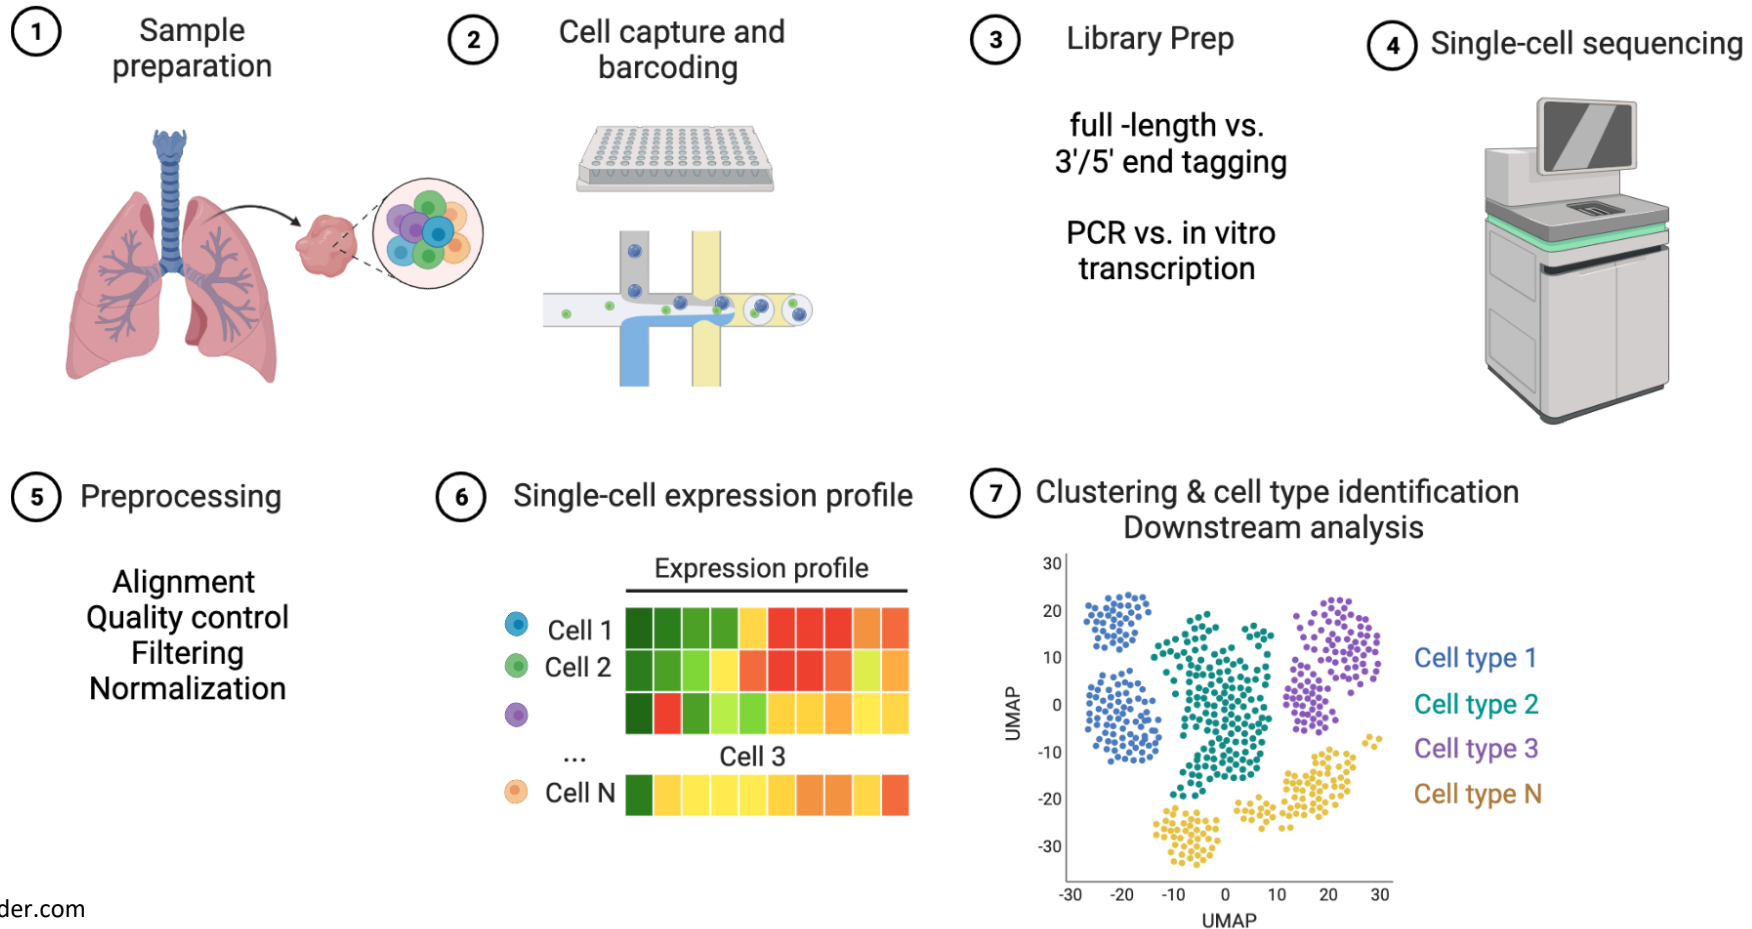 1
Sample
preparation
2
Cell capture and
barcoding
3
Library Prep
full -length vs.
3'/5' end tagging
PCR vs. in vitro
transcription
4
Single-cell sequencing
5
Preprocessing
Alignment
Quality control
Filtering
Normalization
6
Single-cell expression profile
Expression profile
Cell 1
Cell 2
...
Cell 3
Cell N
7
Clustering & cell type identification
Downstream analysis
30
20
10
0
-10
-20
-30
UMAP
-30 -20 -10 0 10 20 30
UMAP
Cell type 1
Cell type 2
Cell type 3
Cell type N
der.com